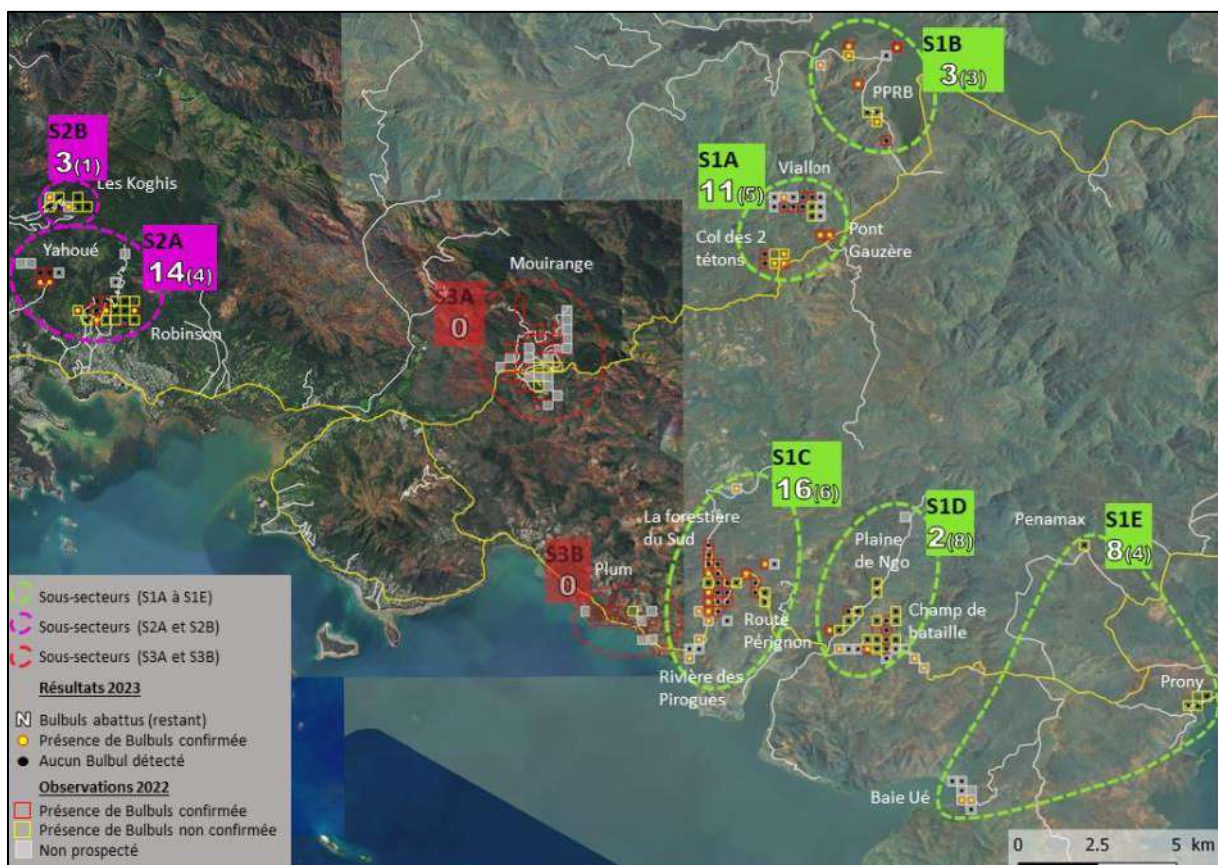 S1B
3(3)
PPRB
S2B
3(1)
Les Koghis
S1A
11(5)
Viallon
Yahoué
S2A
14(4)
Col des 2
tétons
Pont
Gauzère
Mouirange
S3A
0
Robinson
S1C
16(6)
La forestière
du Sud
S1D
2(8)
Plaine
de Ngo
Penamax
S1E
8(4)
S3B
0
Plum
Route
Pérignon
Champ de
bataille
Rivière des
Pirogues
Prony
Baie Ué
Sous-secteurs (S1A à S1E)
Sous-secteurs (S2A et S2B)
Sous-secteurs (S3A et S3B)
Résultats 2023
N Bulbuls abattus (restant)
Présence de Bulbuls confirmée
Aucun Bulbul détecté
Observations 2022
Présence de Bulbuls confirmée
Présence de Bulbuls non confirmée
Non prospecté
0 2.5 5 km